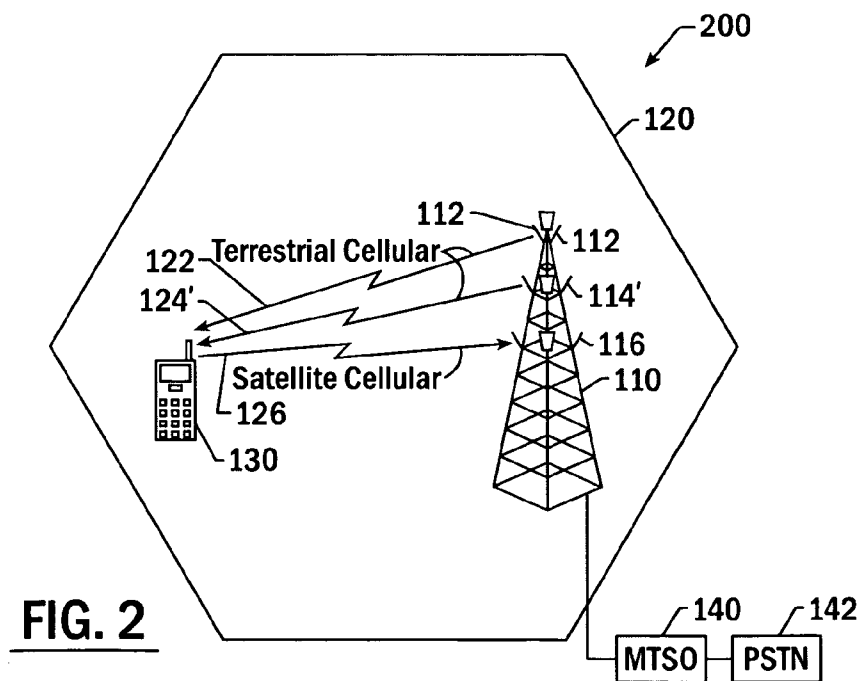 200
120
112
112
Terrestrial Cellular
122
124'
114'
116
Satellite Cellular
110
126
130
FIG. 2
140
142
MTSO
PSTN